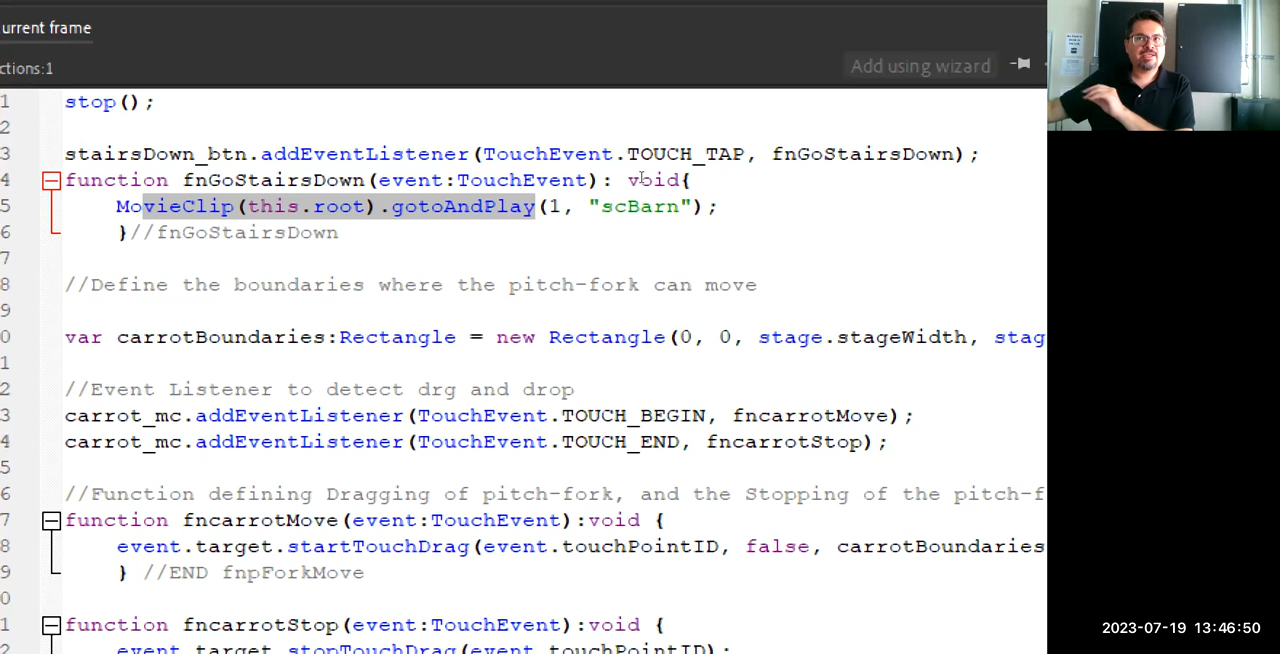 urrent frame
ctions:1
Add using wizard
1 stop();
2
3 stairsDown_btn.addEventListener(TouchEvent.TOUCH_TAP, fnGoStairsDown);
4 function fnGoStairsDown(event:TouchEvent): void{
5 MovieClip(this.root).gotoAndPlay(1, "scBarn");
6 }//fnGoStairsDown
7
8 //Define the boundaries where the pitch-fork can move
9
0 var carrotBoundaries:Rectangle = new Rectangle(0, 0, stage.stageWidth, stag
1
2 //Event Listener to detect drg and drop
3 carrot_mc.addEventListener(TouchEvent.TOUCH_BEGIN, fncarrotMove);
4 carrot_mc.addEventListener(TouchEvent.TOUCH_END, fncarrotStop);
5
6 //Function defining Dragging of pitch-fork, and the Stopping of the pitch-f
7 function fncarrotMove(event:TouchEvent):void {
8 event.target.startTouchDrag(event.touchPointID, false, carrotBoundaries
9 } //END fnpForkMove
0
1 function fncarrotStop(event:TouchEvent):void {
2 event.target.stopTouchDrag(event.touchPointID);
2023-07-19 13:46:50